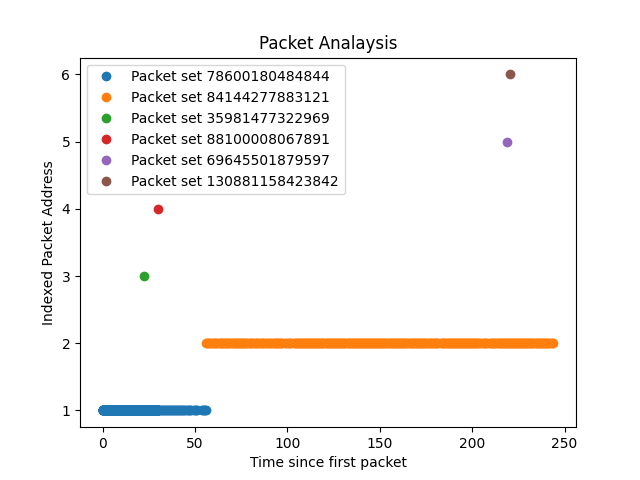 Packet Analaysis
Packet set 78600180484844
Packet set 84144277883121
Packet set 35981477322969
Packet set 88100008067891
Packet set 69645501879597
Packet set 130881158423842
Indexed Packet Address
6
5
4
3
2
1
0
50
100
150
200
250
Time since first packet